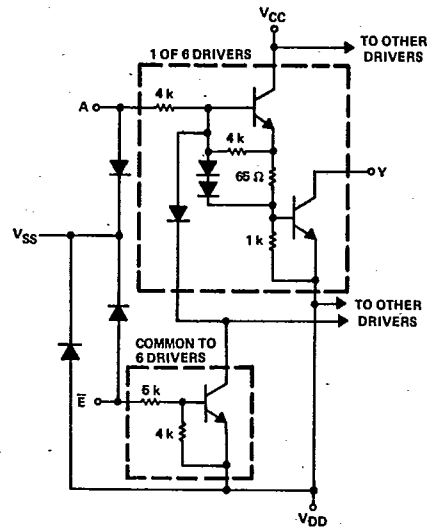 VCC
1 OF 6 DRIVERS
TO OTHER
DRIVERS
A
4 k
4 k
65 Ω
Y
VSS
1 k
TO OTHER
DRIVERS
COMMON TO
6 DRIVERS
E̅
5 k
4 k
VDD